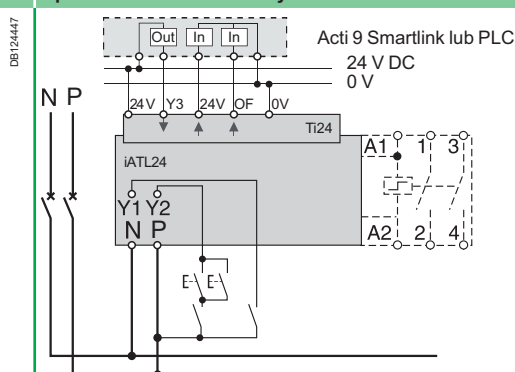 DB124447
Out In In
Acti 9 Smartlink lub PLC
24 V DC
0 V
N P
24V Y3 24V OF 0V
Ti24
iATL24
A1 1 3
Y1 Y2
N P
A2 2 4
E E